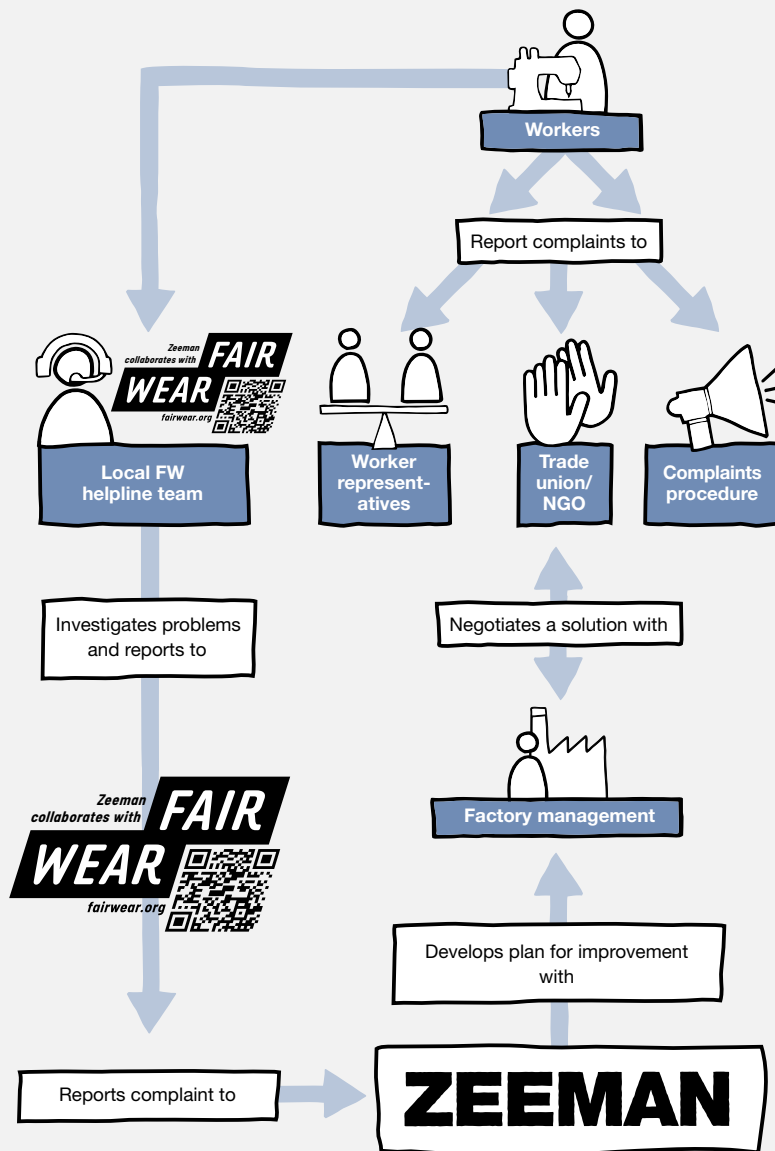 Workers
Report complaints to
Zeeman
collaborates with
FAIR
WEAR
fairwear.org
Local FW
helpline team
Worker
represent-
atives
Trade
union/
NGO
Complaints
procedure
Investigates problems
and reports to
Negotiates a solution with
Zeeman
collaborates with
FAIR
WEAR
fairwear.org
Factory management
Develops plan for improvement
with
Reports complaint to
ZEEMAN